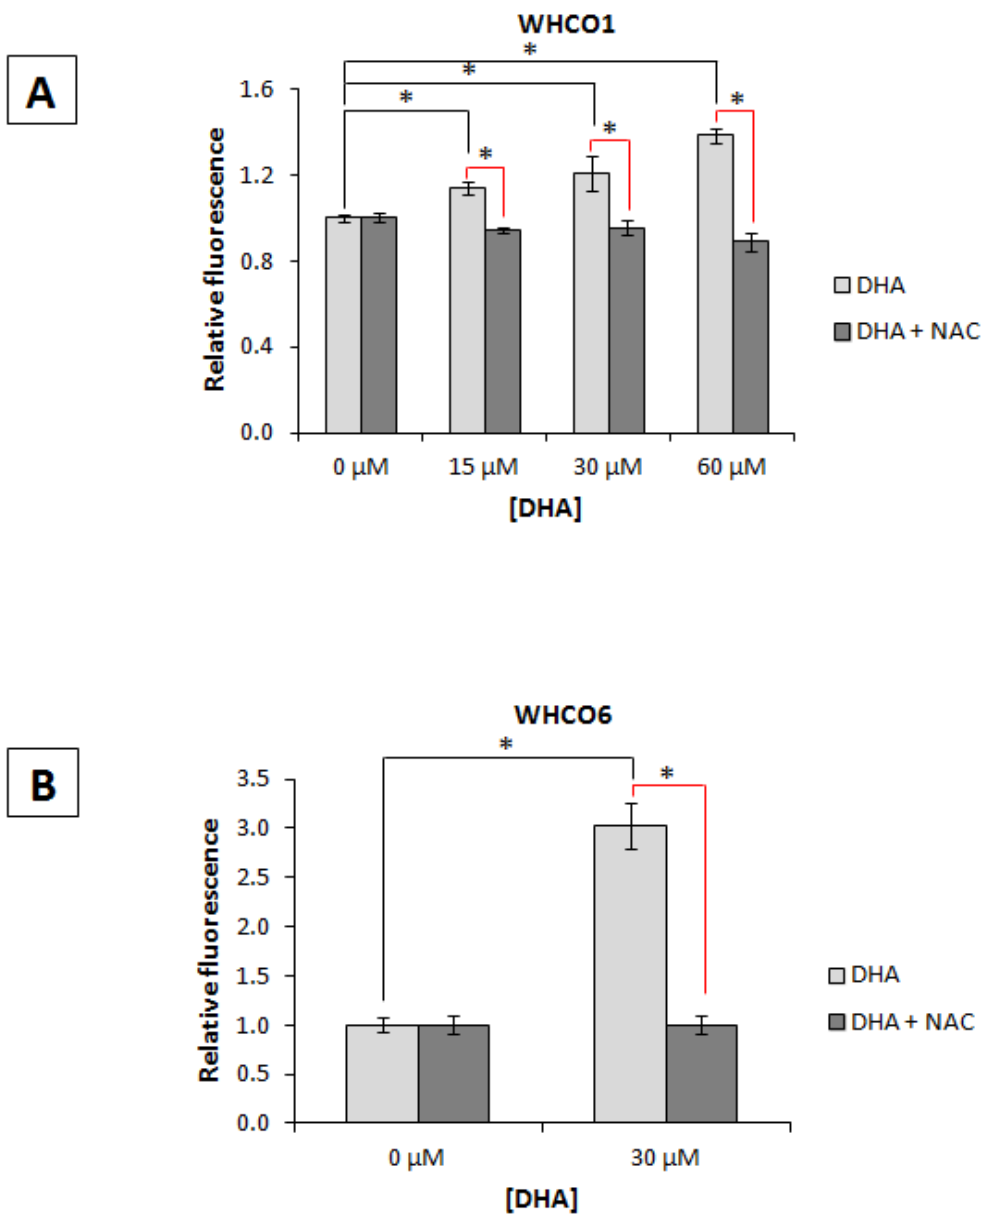 A
WHCO1
*
*
*
*
*
*
Relative fluorescence
1.6
1.2
0.8
0.4
0.0
0 µM 15 µM 30 µM 60 µM
[DHA]
DHA
DHA + NAC
B
WHCO6
*
*
Relative fluorescence
3.5
3.0
2.5
2.0
1.5
1.0
0.5
0.0
0 µM 30 µM
[DHA]
DHA
DHA + NAC